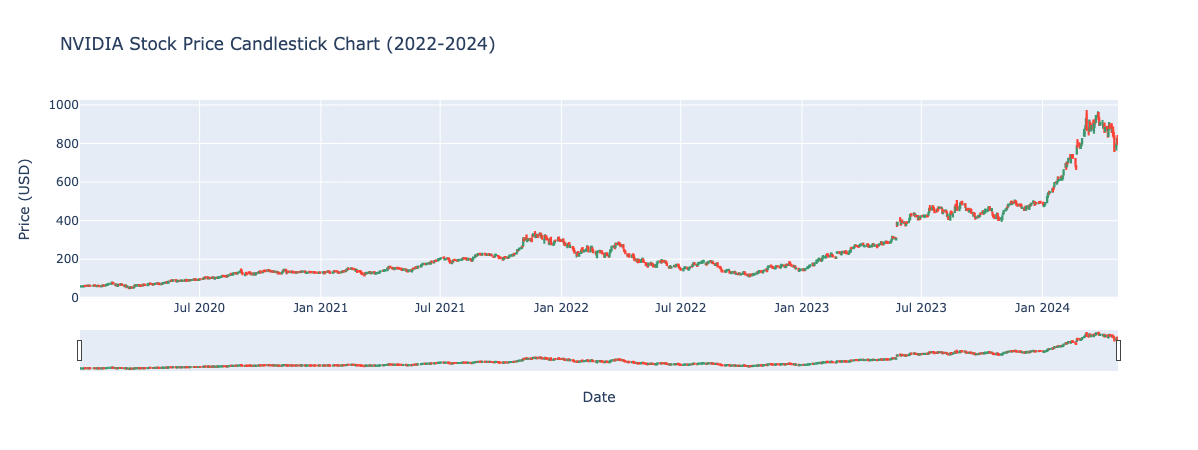 NVIDIA Stock Price Candlestick Chart (2022-2024)
1000
800
600
400
200
0
Price (USD)
Jul 2020 Jan 2021 Jul 2021 Jan 2022 Jul 2022 Jan 2023 Jul 2023 Jan 2024
Date